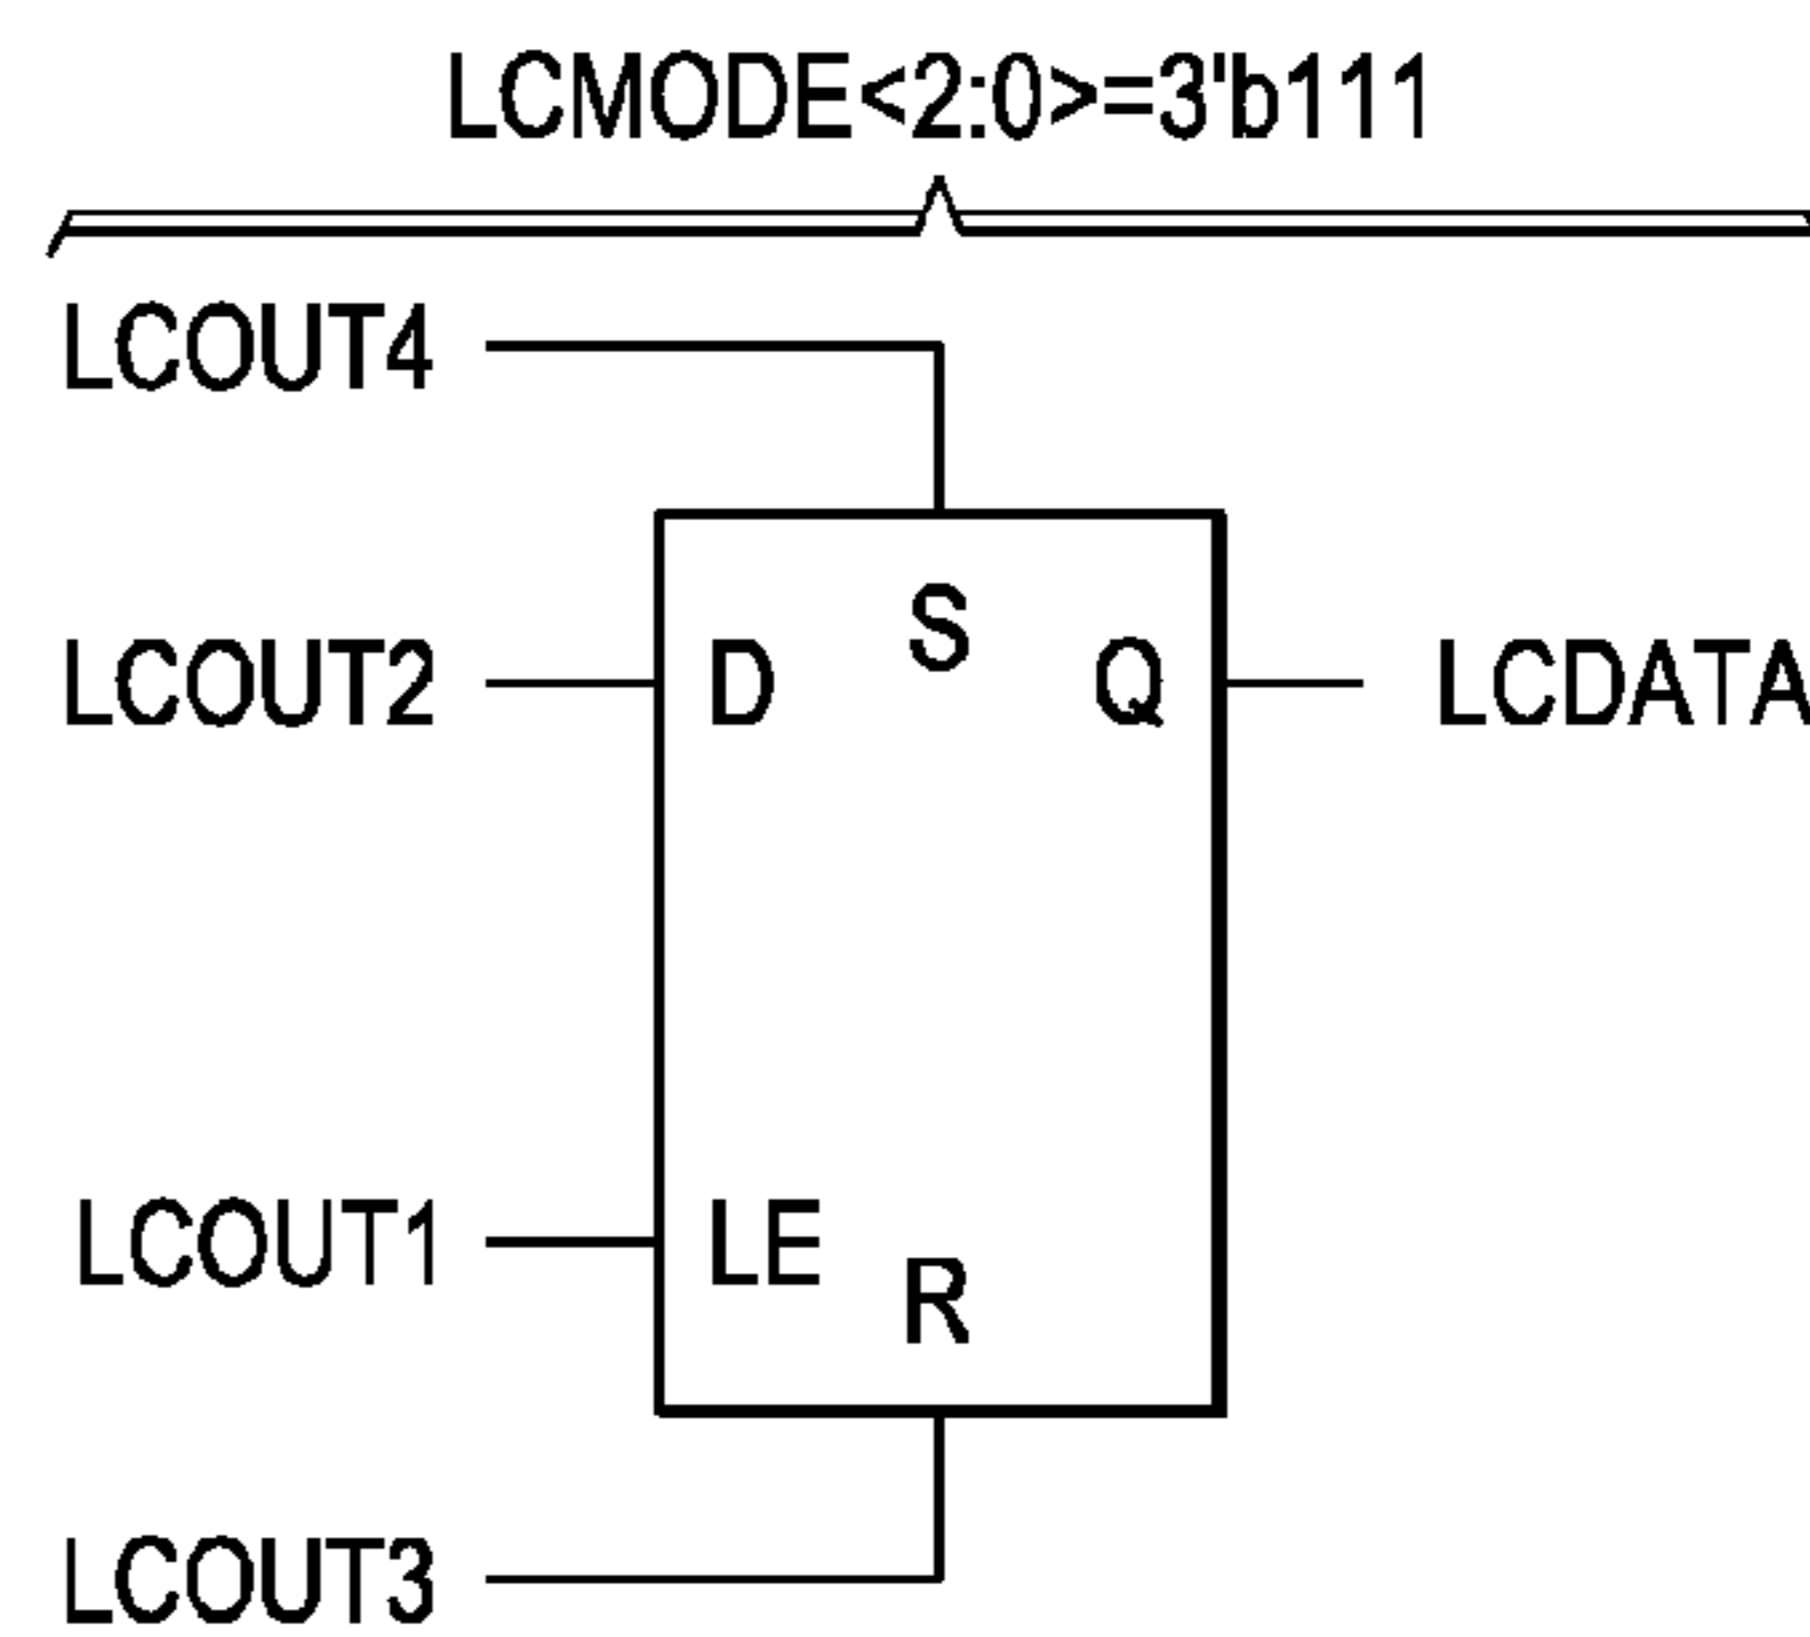 LCMODE<2:0>=3'b111
LCOUT4
S
LCOUT2 D Q LCDATA
LCOUT1 LE
R
LCOUT3